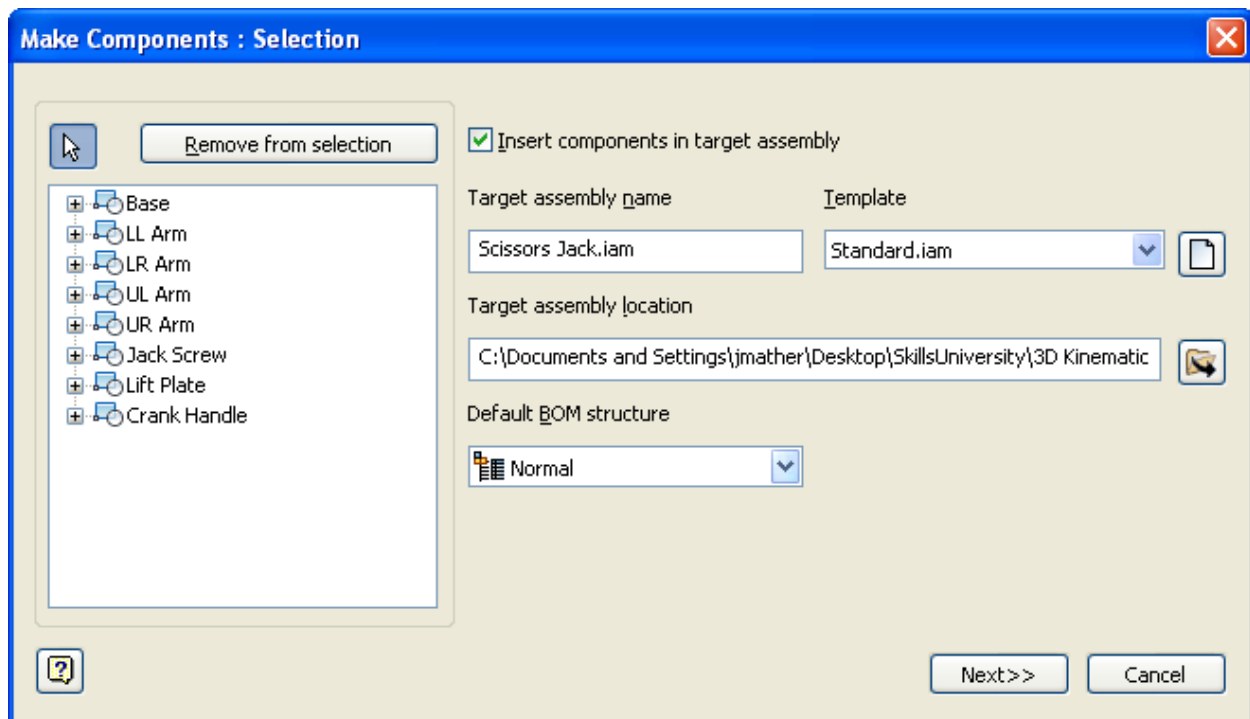 Make Components : Selection
Remove from selection
Base
LL Arm
LR Arm
UL Arm
UR Arm
Jack Screw
Lift Plate
Crank Handle
Insert components in target assembly
Target assembly name
Template
Scissors Jack.iam
Standard.iam
Target assembly location
C:\Documents and Settings\jmather\Desktop\SkillsUniversity\3D Kinematic
Default BOM structure
Normal
?
Next>>
Cancel